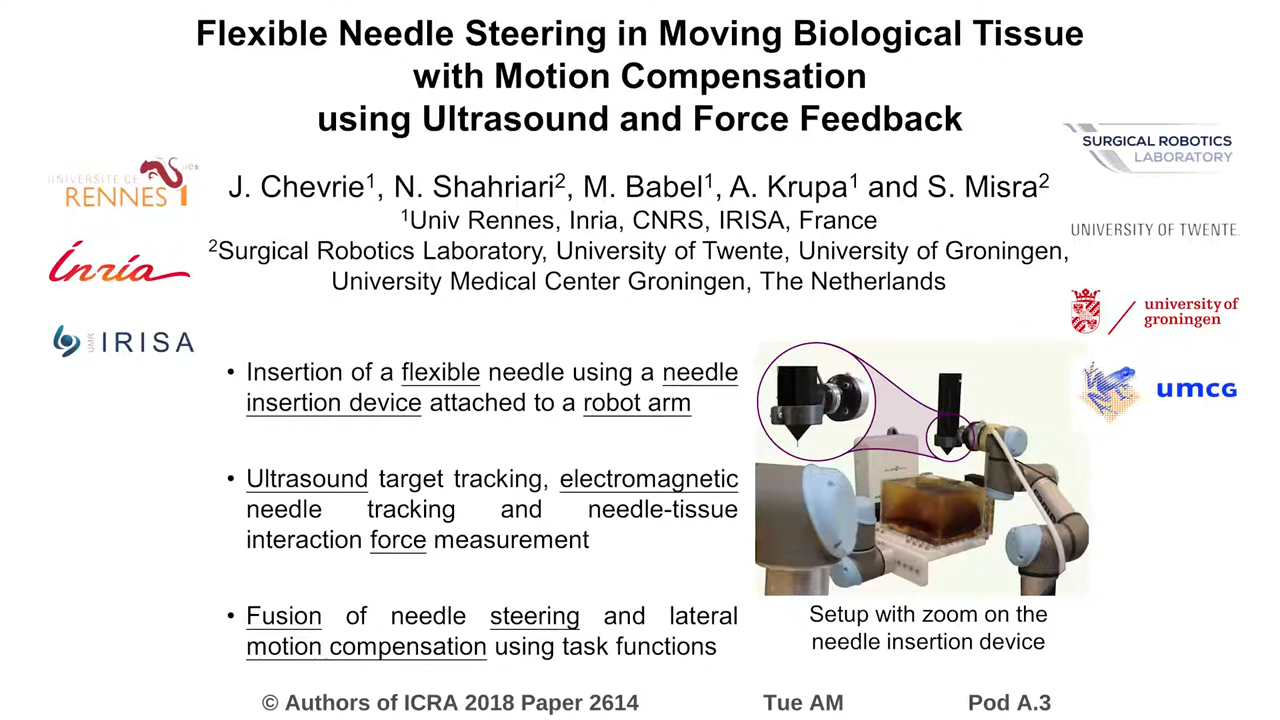 Flexible Needle Steering in Moving Biological Tissue
with Motion Compensation
using Ultrasound and Force Feedback
SURGICAL ROBOTICS
LABORATORY
UNIVERSITE DE
RENNES 1
J. Chevrie¹, N. Shahriari², M. Babel¹, A. Krupa¹ and S. Misra²
¹Univ Rennes, Inria, CNRS, IRISA, France
²Surgical Robotics Laboratory, University of Twente, University of Groningen,
University Medical Center Groningen, The Netherlands
UNIVERSITY OF TWENTE.
Inria
university of
groningen
UMR IRISA
umcg
• Insertion of a flexible needle using a needle
insertion device attached to a robot arm
• Ultrasound target tracking, electromagnetic
needle tracking and needle-tissue
interaction force measurement
• Fusion of needle steering and lateral
motion compensation using task functions
Setup with zoom on the
needle insertion device
© Authors of ICRA 2018 Paper 2614 Tue AM Pod A.3